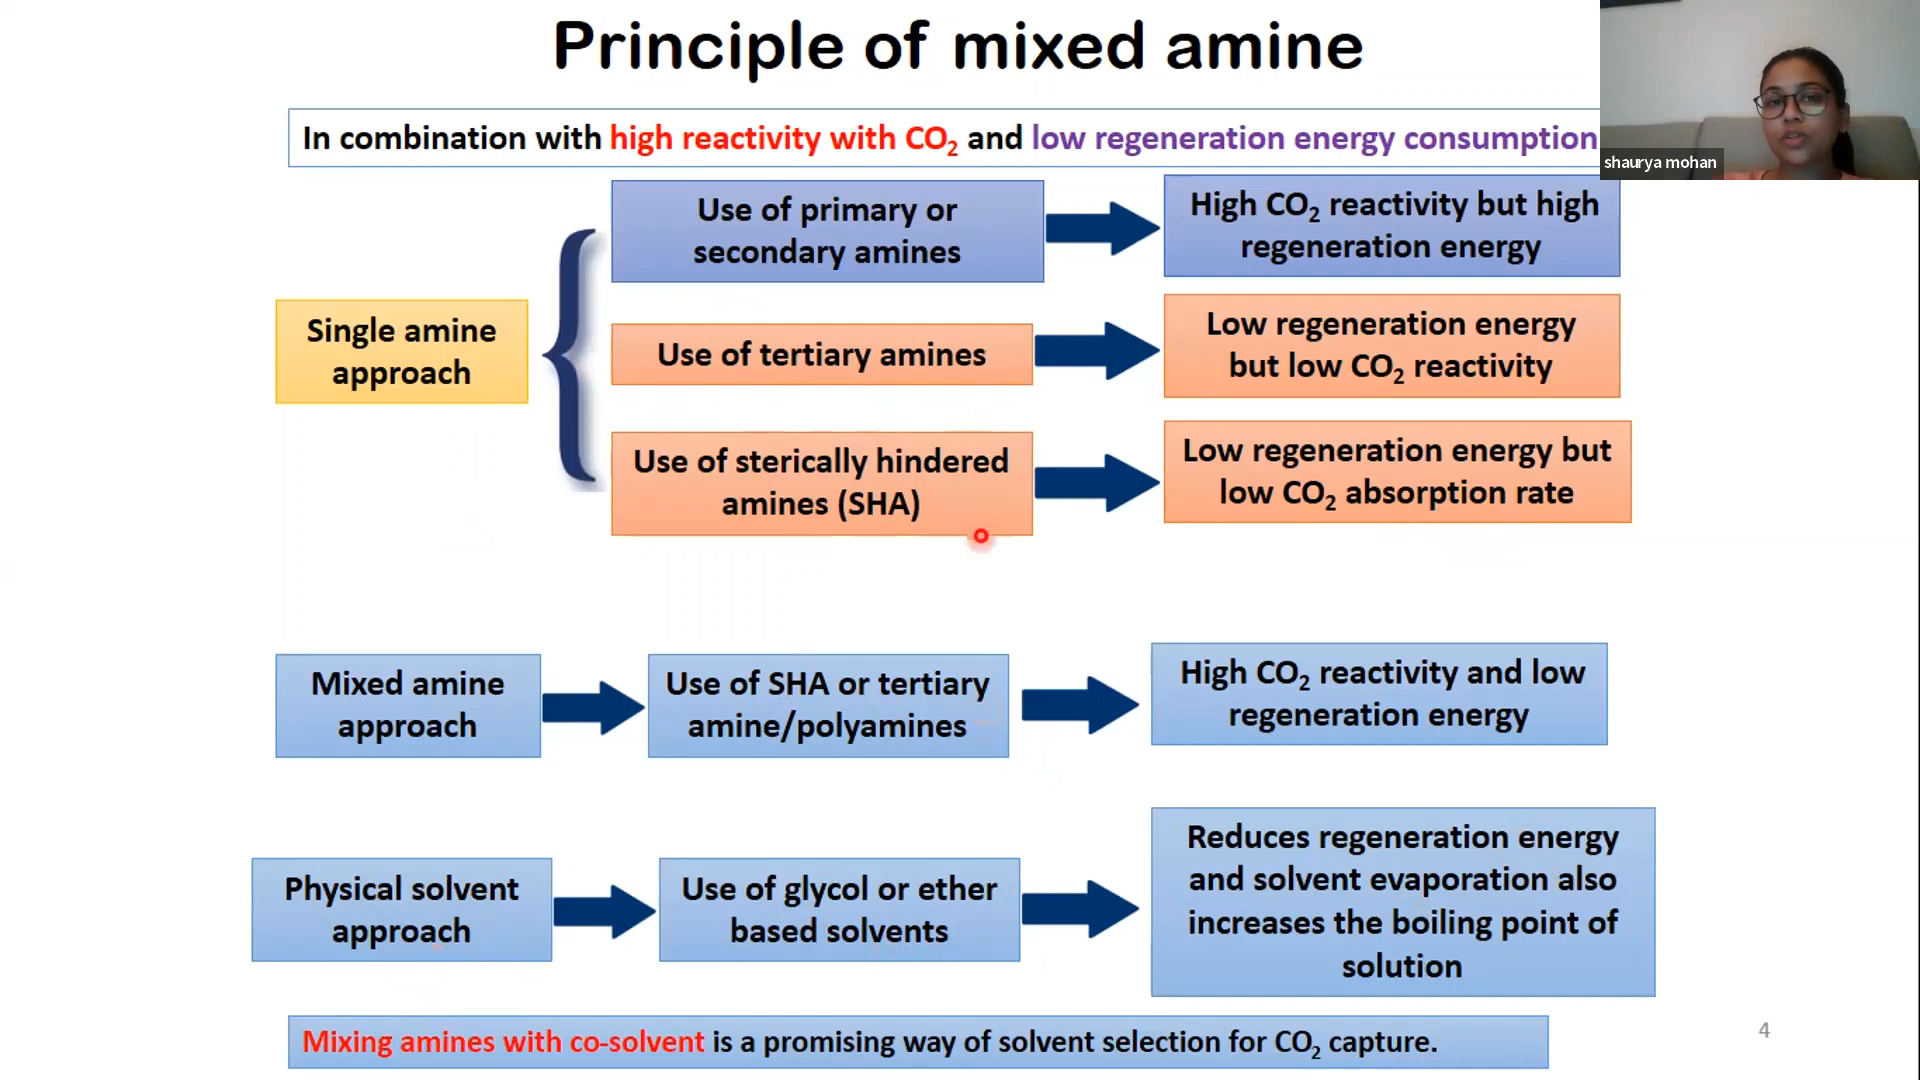 Principle of mixed amine
In combination with high reactivity with CO2 and low regeneration energy consumption
shaurya mohan
Use of primary or
secondary amines
High CO2 reactivity but high
regeneration energy
Single amine
approach
Use of tertiary amines
Low regeneration energy
but low CO2 reactivity
Use of sterically hindered
amines (SHA)
Low regeneration energy but
low CO2 absorption rate
Mixed amine
approach
Use of SHA or tertiary
amine/polyamines
High CO2 reactivity and low
regeneration energy
Physical solvent
approach
Use of glycol or ether
based solvents
Reduces regeneration energy
and solvent evaporation also
increases the boiling point of
solution
Mixing amines with co-solvent is a promising way of solvent selection for CO2 capture.
4